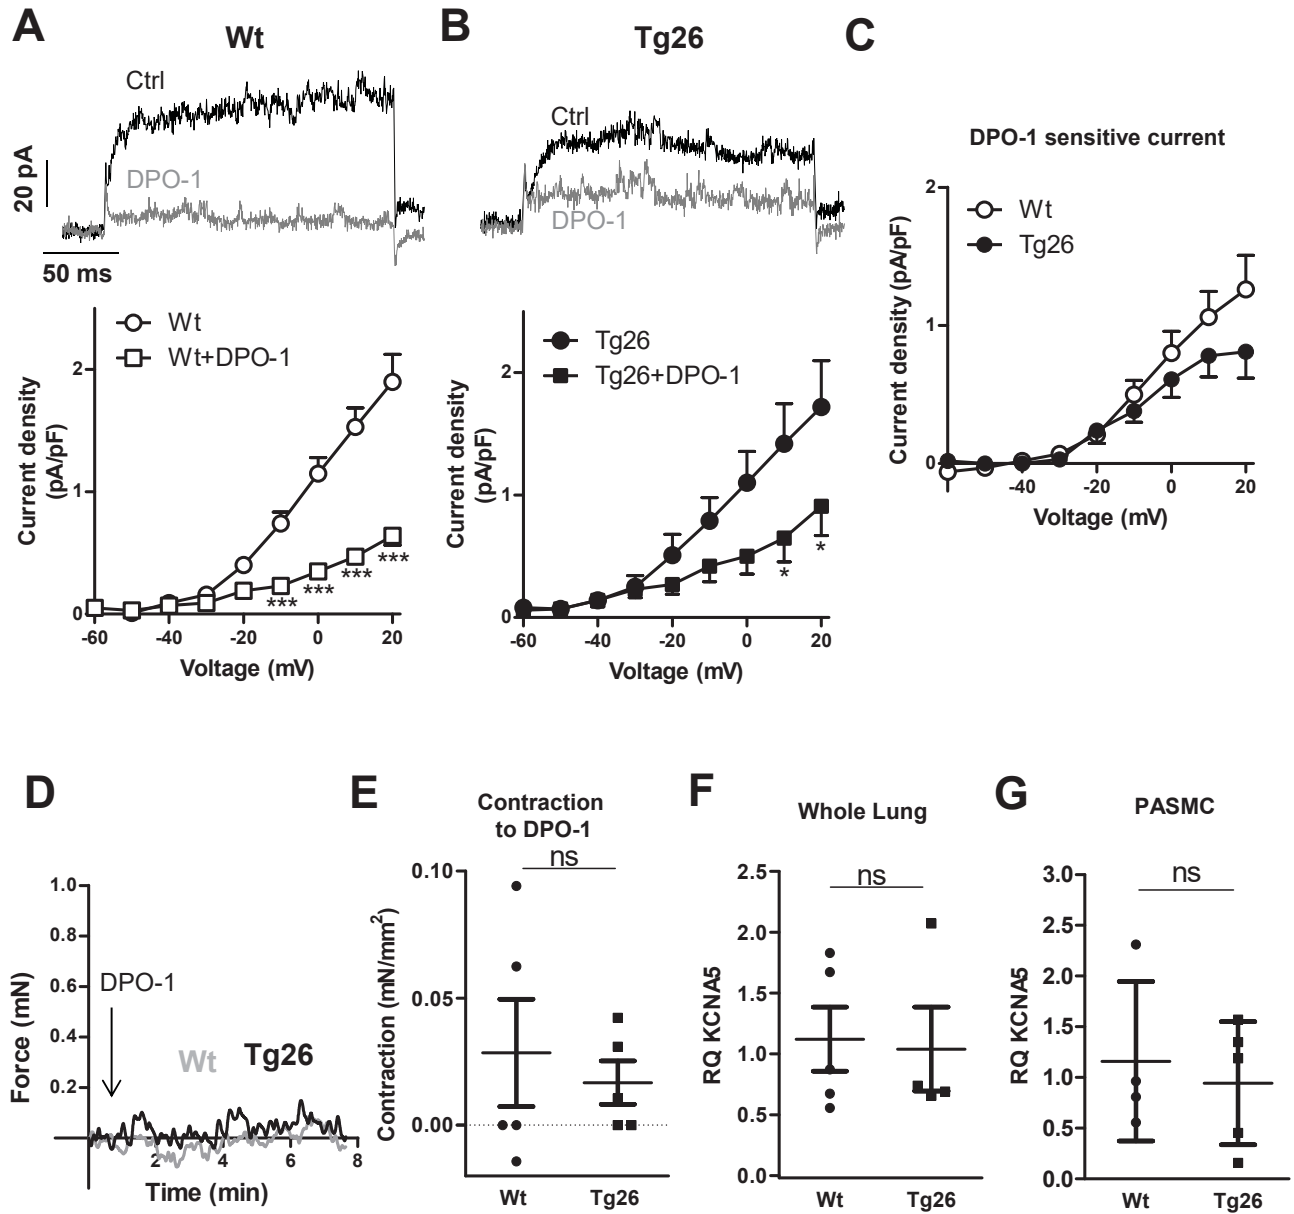 A
Wt
Ctrl
DPO-1
20 pA
50 ms
Wt
Wt+DPO-1
Current density
(pA/pF)
2
1
0
-60
-40
-20
0
20
***
***
***
***
Voltage (mV)
B
Tg26
Ctrl
DPO-1
Tg26
Tg26+DPO-1
Current density
(pA/pF)
2
1
0
-60
-40
-20
0
20
*
*
Voltage (mV)
C
DPO-1 sensitive current
Wt
Tg26
Current density (pA/pF)
2
1
0
-40
-20
0
20
Voltage (mV)
D
Force (mN)
1.0
0.8
0.6
0.4
0.2
DPO-1
Wt
Tg26
2
4
6
8
Time (min)
E
Contraction
to DPO-1
ns
Contraction (mN/mm²)
0.10
0.05
0.00
Wt
Tg26
F
Whole Lung
ns
RQ KCNA5
2.5
2.0
1.5
1.0
0.5
0.0
Wt
Tg26
G
PASMC
ns
RQ KCNA5
3.0
2.5
2.0
1.5
1.0
0.5
0.0
Wt
Tg26